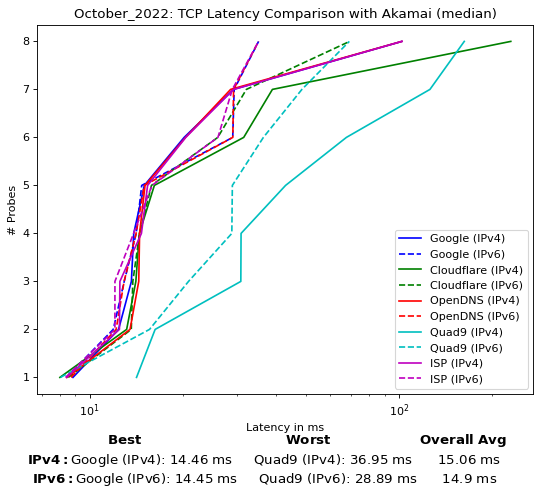 October_2022: TCP Latency Comparison with Akamai (median)
8
7
6
5
4
3
2
1
# Probes
Google (IPv4)
Google (IPv6)
Cloudflare (IPv4)
Cloudflare (IPv6)
OpenDNS (IPv4)
OpenDNS (IPv6)
Quad9 (IPv4)
Quad9 (IPv6)
ISP (IPv4)
ISP (IPv6)
10¹ 10²
Latency in ms
Best Worst Overall Avg
IPv4: Google (IPv4): 14.46 ms Quad9 (IPv4): 36.95 ms 15.06 ms
IPv6: Google (IPv6): 14.45 ms Quad9 (IPv6): 28.89 ms 14.9 ms